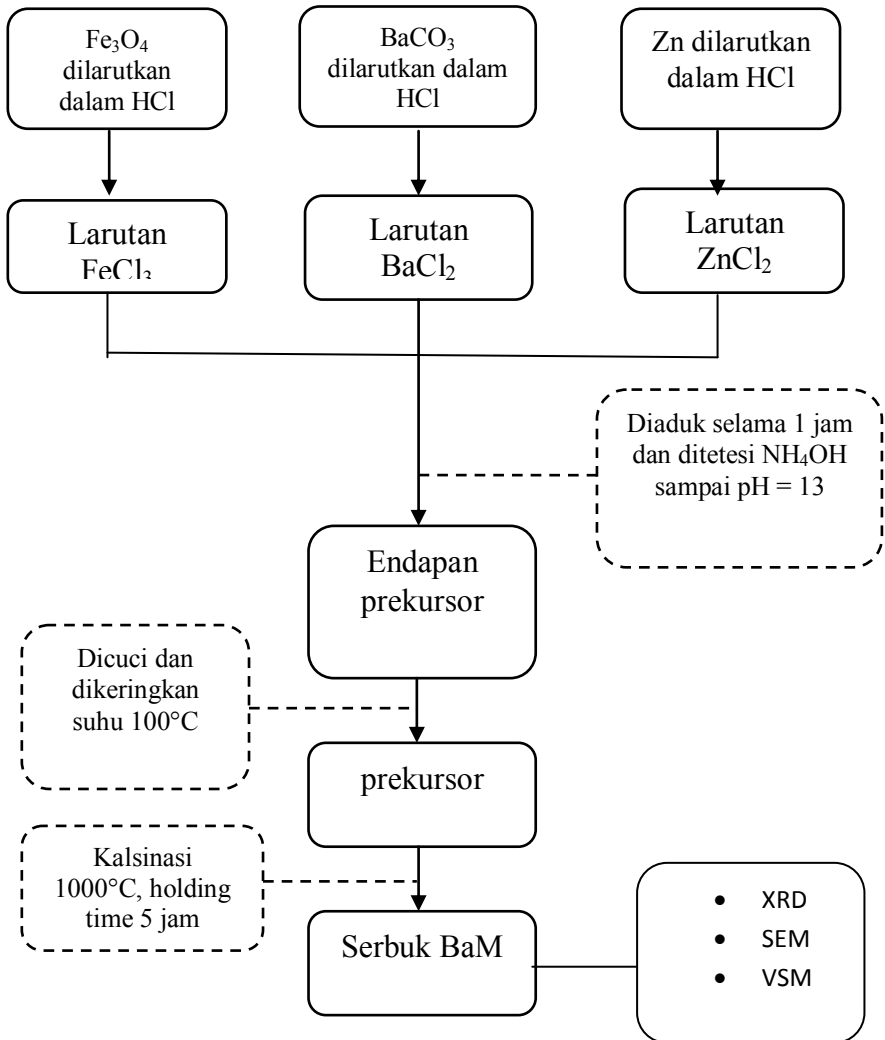 Fe₃O₄
dilarutkan
dalam HCl
BaCO₃
dilarutkan dalam
HCl
Zn dilarutkan
dalam HCl
Larutan
FeCl₃
Larutan
BaCl₂
Larutan
ZnCl₂
Diaduk selama 1 jam
dan ditetesi NH₄OH
sampai pH = 13
Endapan
prekursor
Dicuci dan
dikeringkan
suhu 100°C
prekursor
Kalsinasi
1000°C, holding
time 5 jam
Serbuk BaM
• XRD
• SEM
• VSM